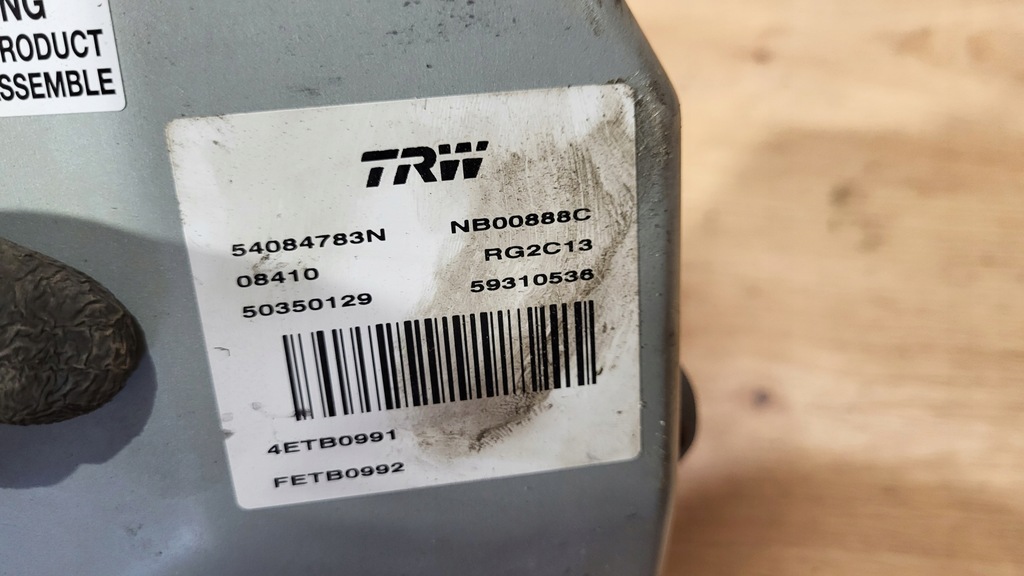 NG
RODUCT
SSEMBLE
TRW
54084783N NB00888C
08410 RG2C13
50350129 59310536
4ETB0991
FETB0992